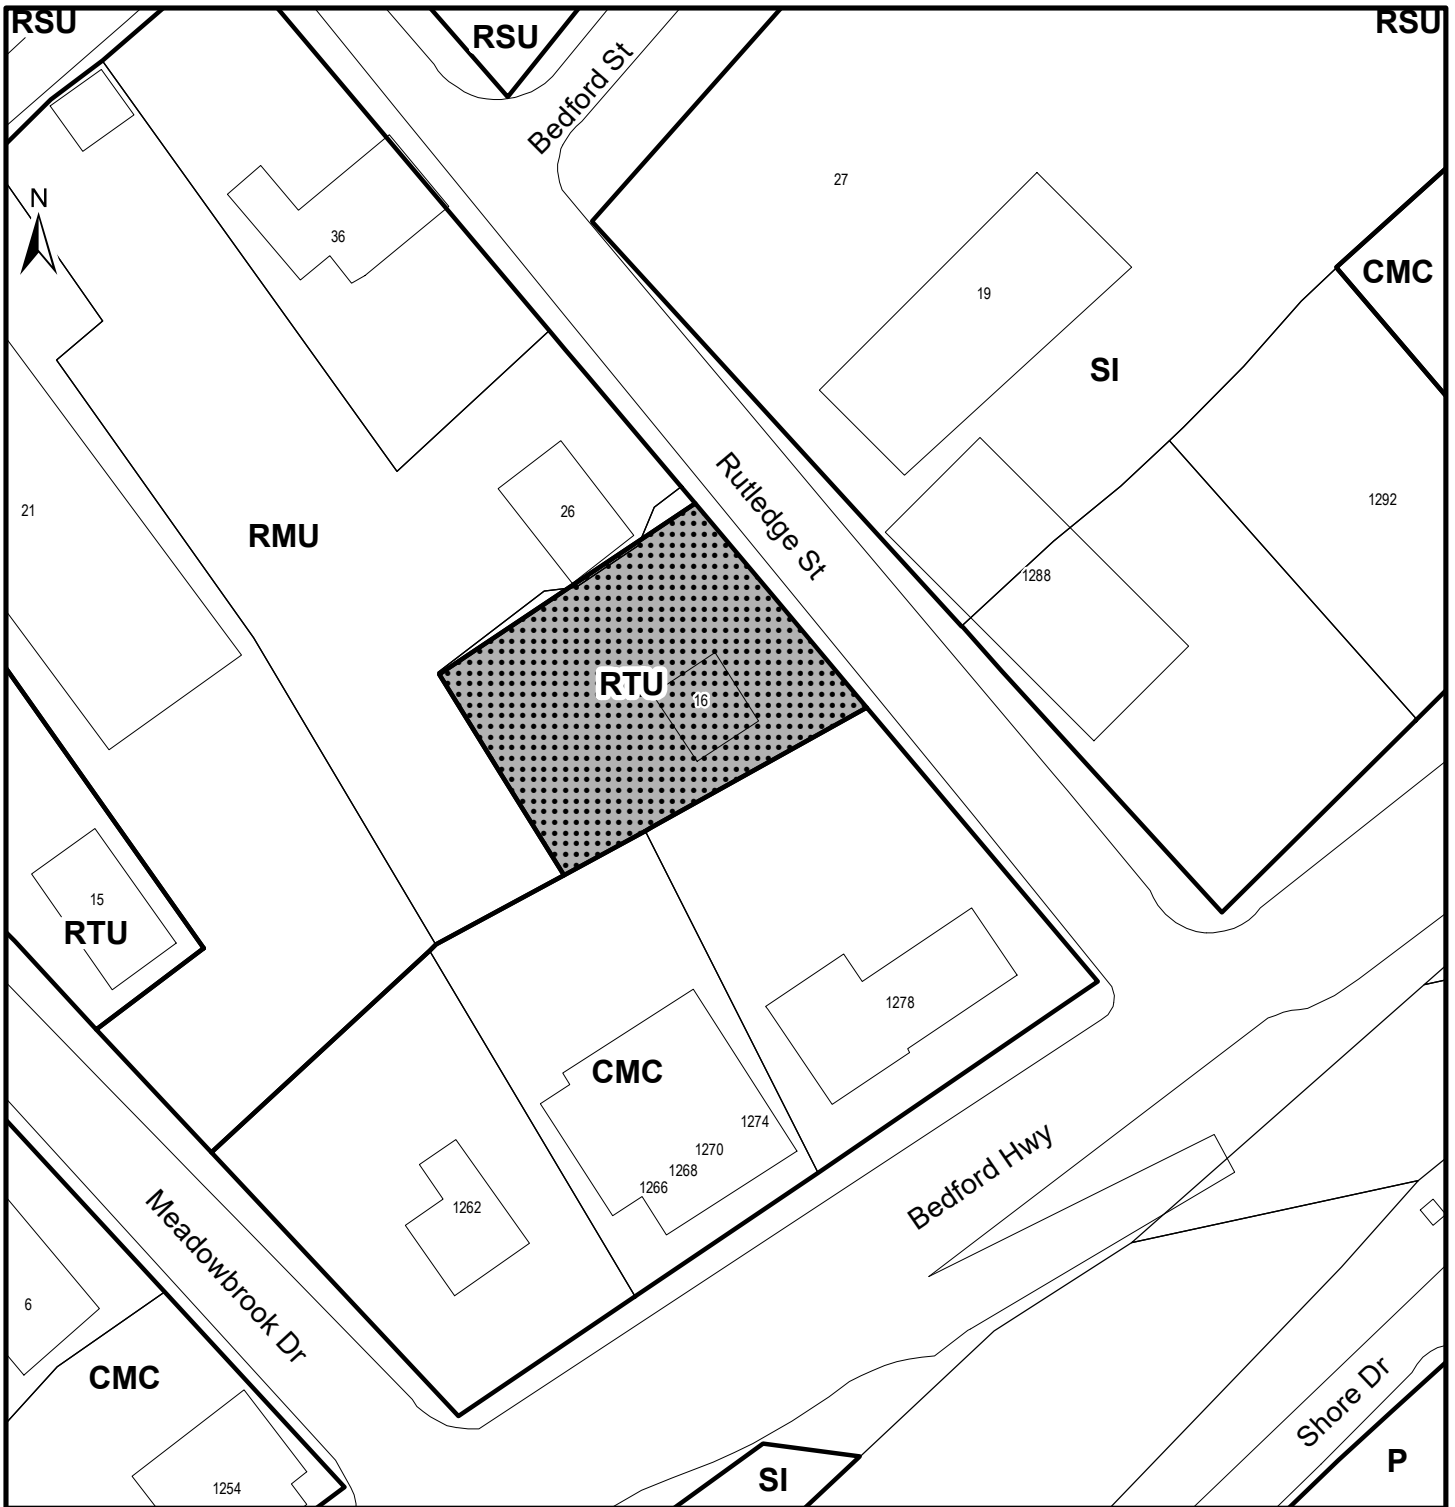 RSU
RSU
RSU
Bedford St
27
N
36
19
CMC
SI
Rutledge St
21
26
1292
RMU
1288
RTU
16
15
RTU
1278
CMC
1274
1270
1268
1266
1262
Bedford Hwy
Meadowbrook Dr
6
CMC
Shore Dr
1254
SI
P